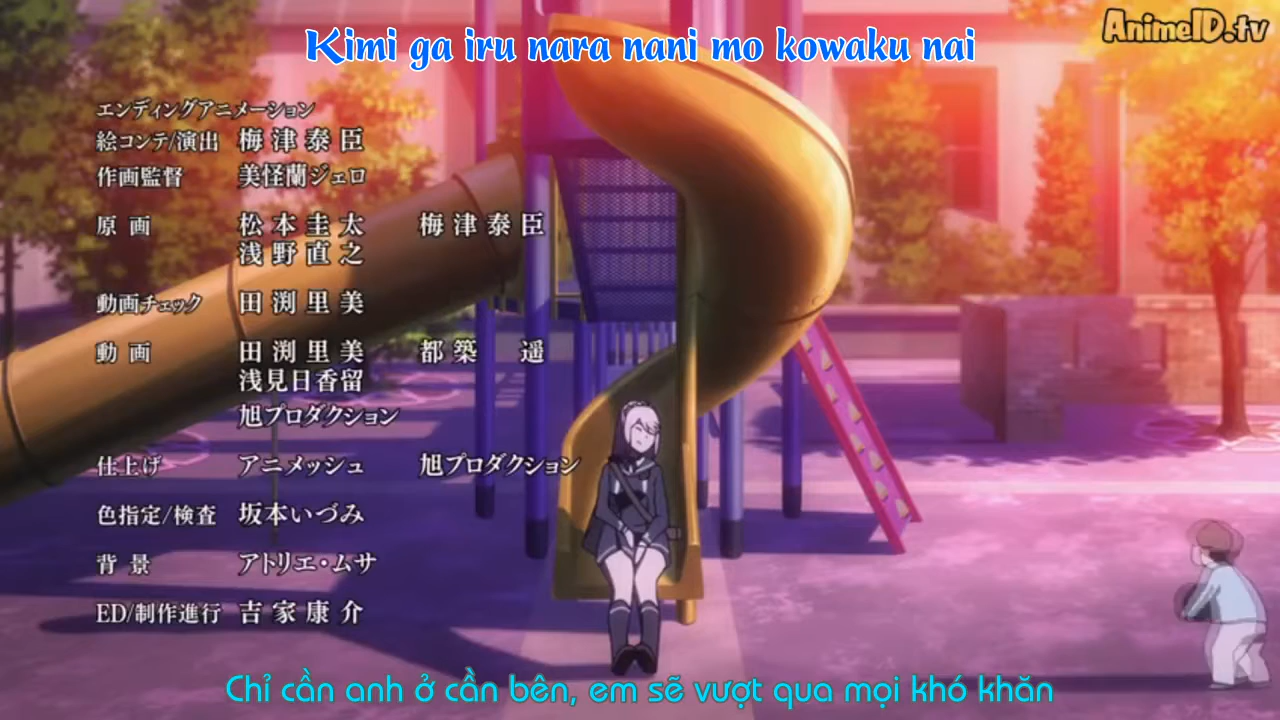 Kimi ga iru nara nani mo kowaku nai
AnimeID.tv
エンディングアニメーション
絵コンテ/演出 梅津泰臣
作画監督 美怪蘭ジェロ
原画 松本圭太 梅津泰臣
浅野直之
動画チェック 田渕里美
動画 田渕里美 都築遥
浅見日香留
旭プロダクション
仕上げ アニメッシュ 旭プロダクション
色指定/検査 坂本いづみ
背景 アトリエ・ムサ
ED/制作進行 吉家康介
Chỉ cần anh ở cần bên, em sẽ vượt qua mọi khó khăn